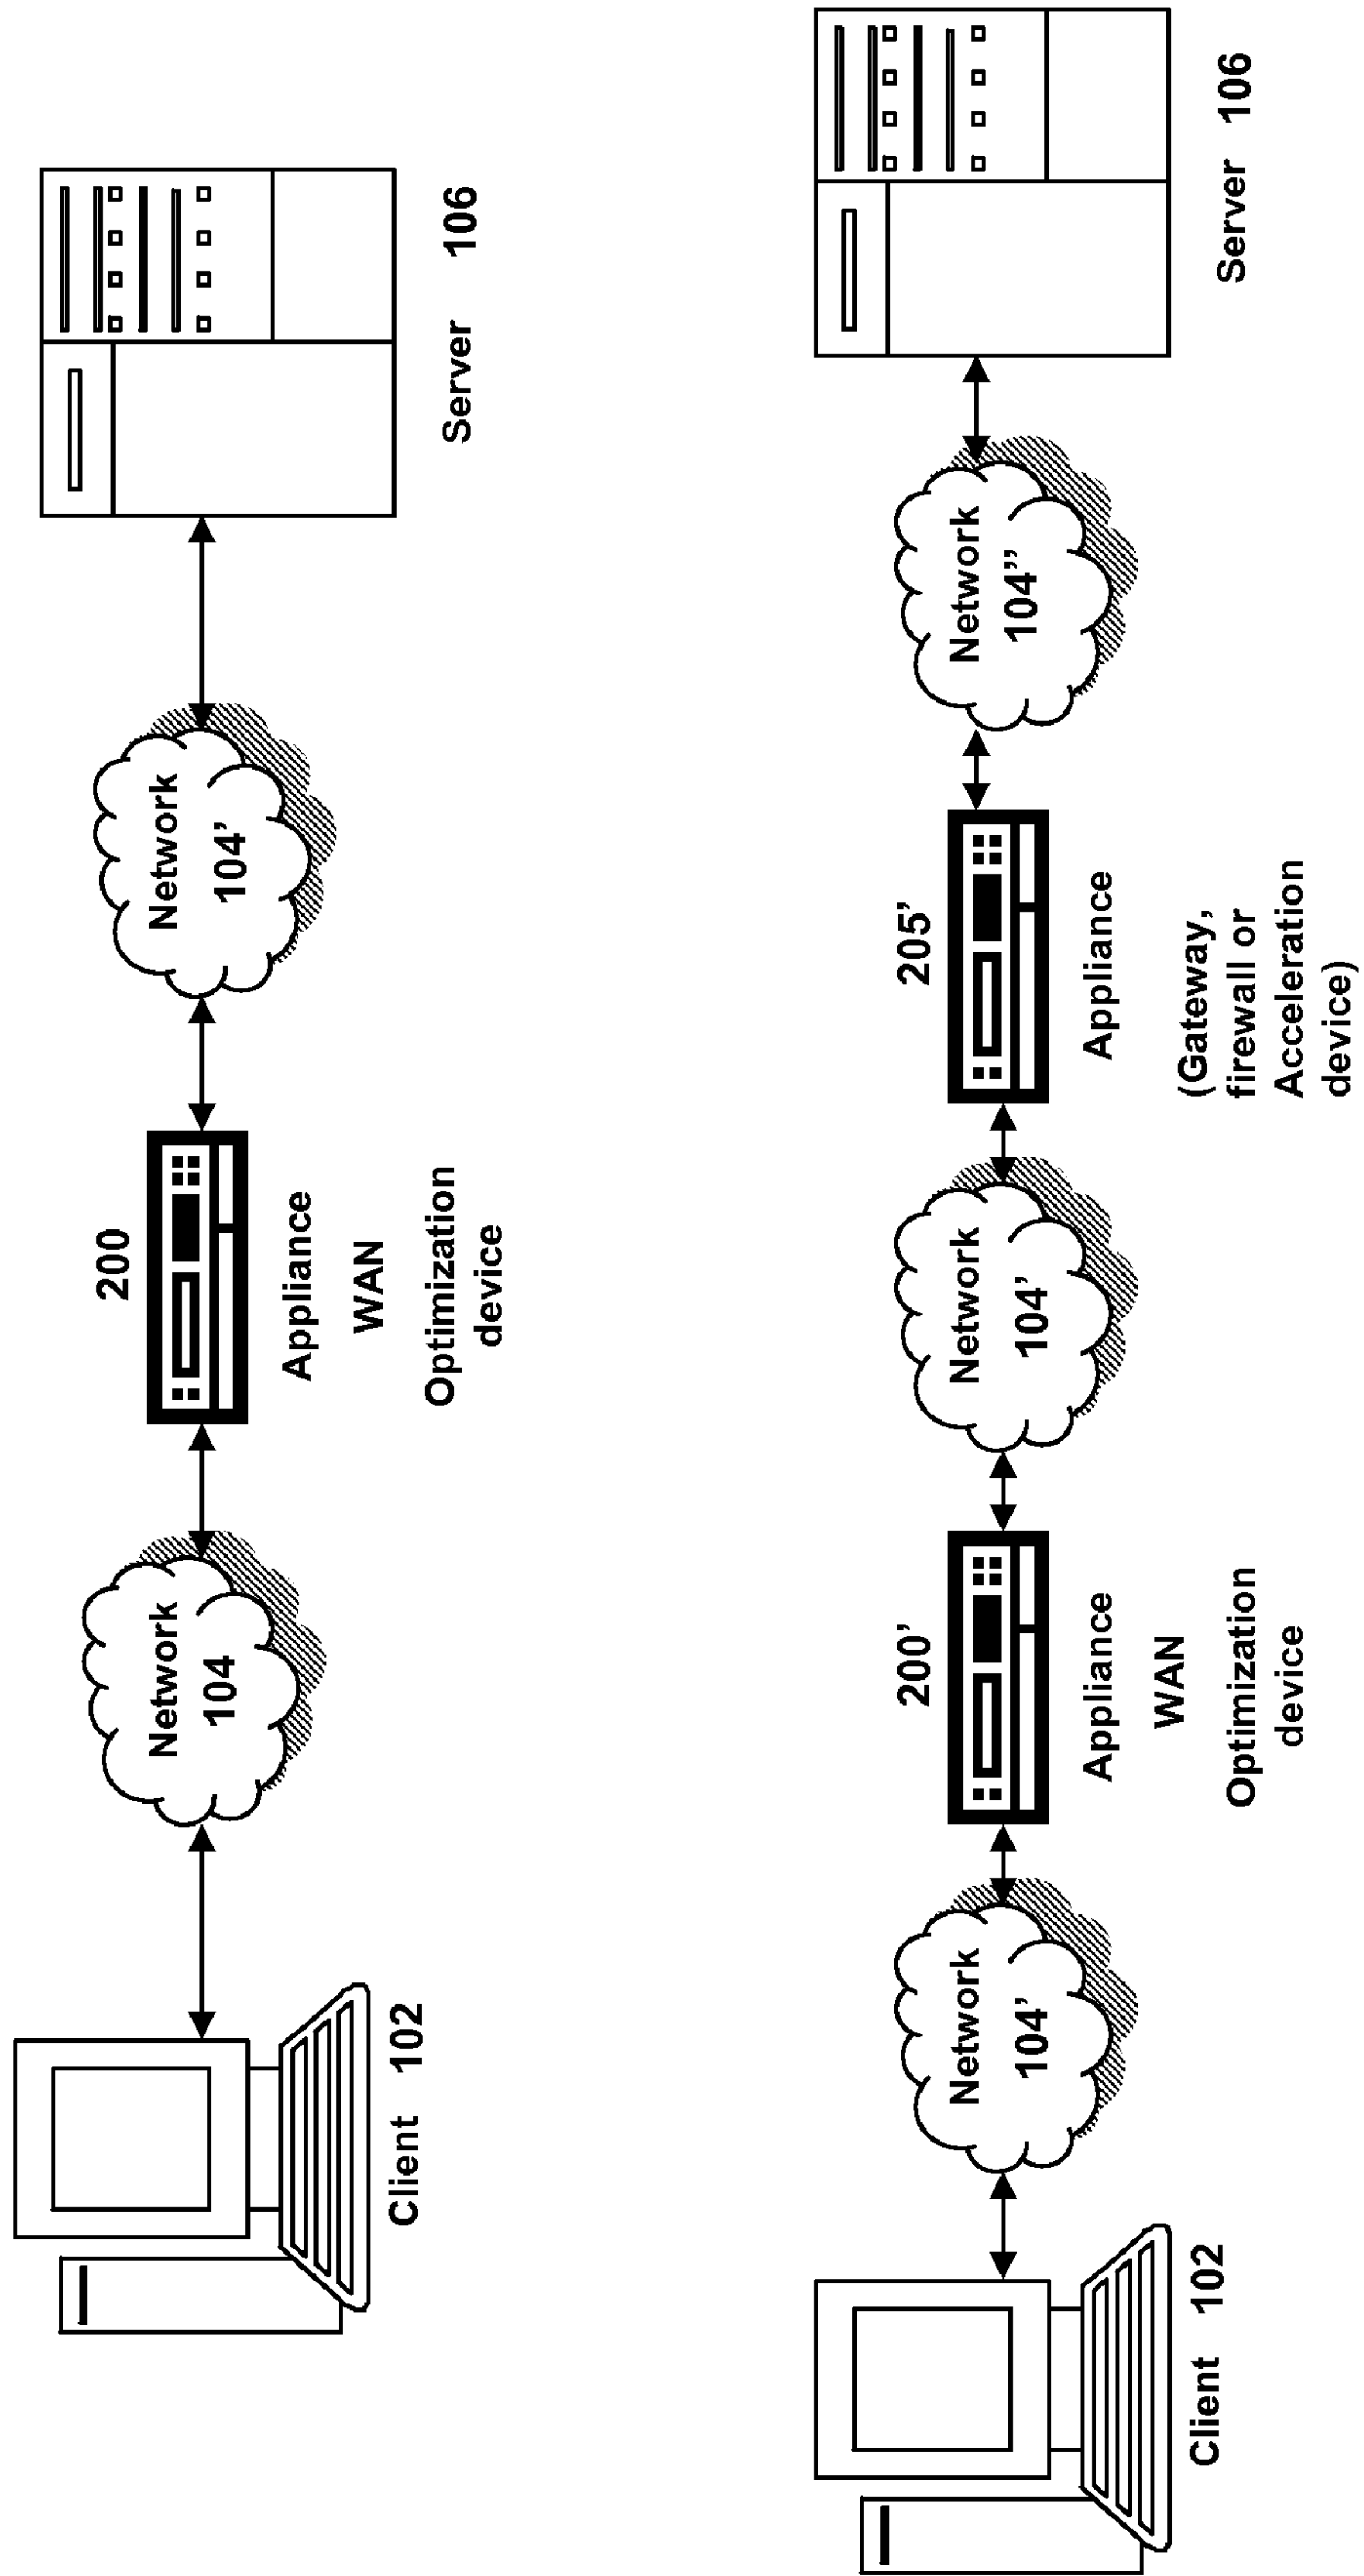 Client 102
Network
104
200
Appliance
WAN
Optimization
device
Network
104’
Server 106
Client 102
Network
104’
200’
Appliance
WAN
Optimization
device
Network
104’
205’
Appliance
(Gateway,
firewall or
Acceleration
device)
Network
104”
Server 106